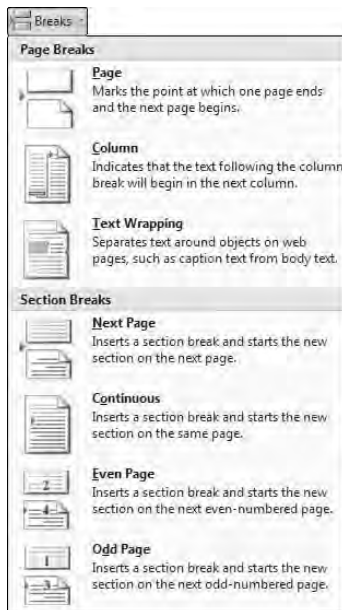 Breaks
Page Breaks
Page
Marks the point at which one page ends
and the next page begins.
Column
Indicates that the text following the column
break will begin in the next column.
Text Wrapping
Separates text around objects on web
pages, such as caption text from body text.
Section Breaks
Next Page
Inserts a section break and starts the new
section on the next page.
Continuous
Inserts a section break and starts the new
section on the same page.
2
4
Even Page
Inserts a section break and starts the new
section on the next even-numbered page.
1
3
Odd Page
Inserts a section break and starts the new
section on the next odd-numbered page.